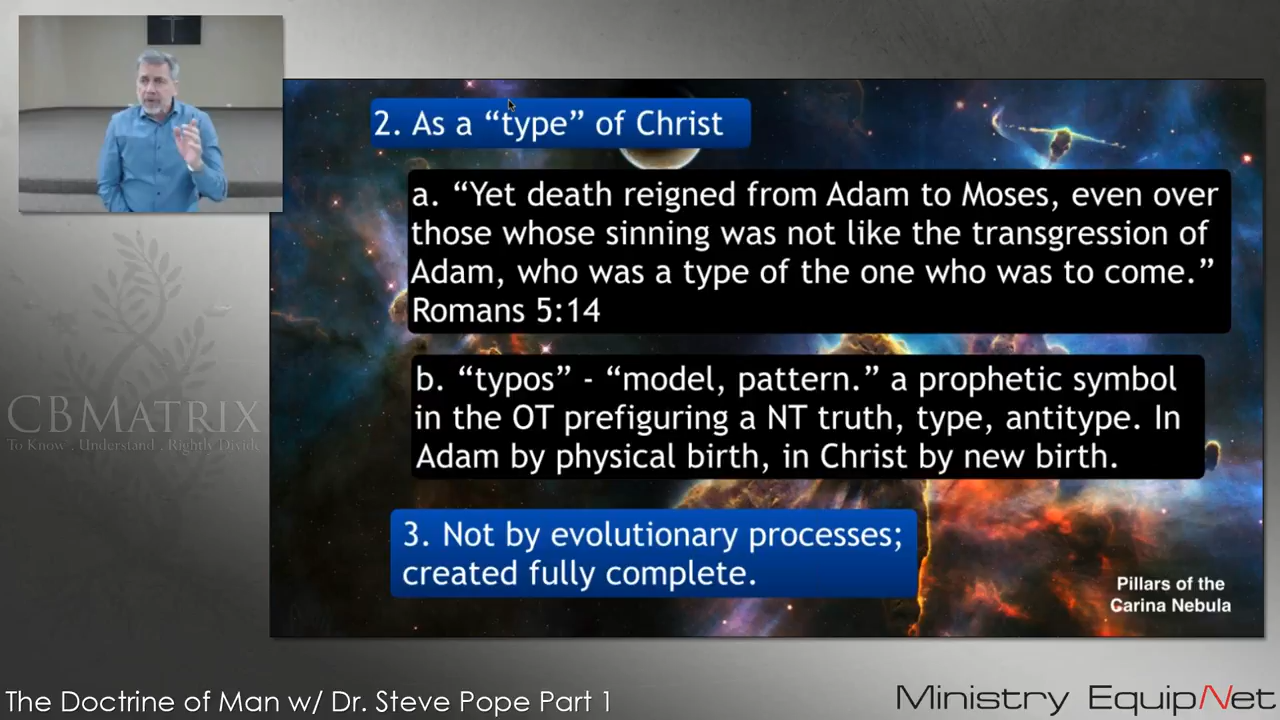 2. As a “type” of Christ
a. “Yet death reigned from Adam to Moses, even over
those whose sinning was not like the transgression of
Adam, who was a type of the one who was to come.”
Romans 5:14
b. “typos” - “model, pattern.” a prophetic symbol
in the OT prefiguring a NT truth, type, antitype. In
Adam by physical birth, in Christ by new birth.
3. Not by evolutionary processes;
created fully complete.
Pillars of the
Carina Nebula
CBMATRIX
To Know , Understand , Rightly Divide
The Doctrine of Man w/ Dr. Steve Pope Part 1
Ministry EquipNet